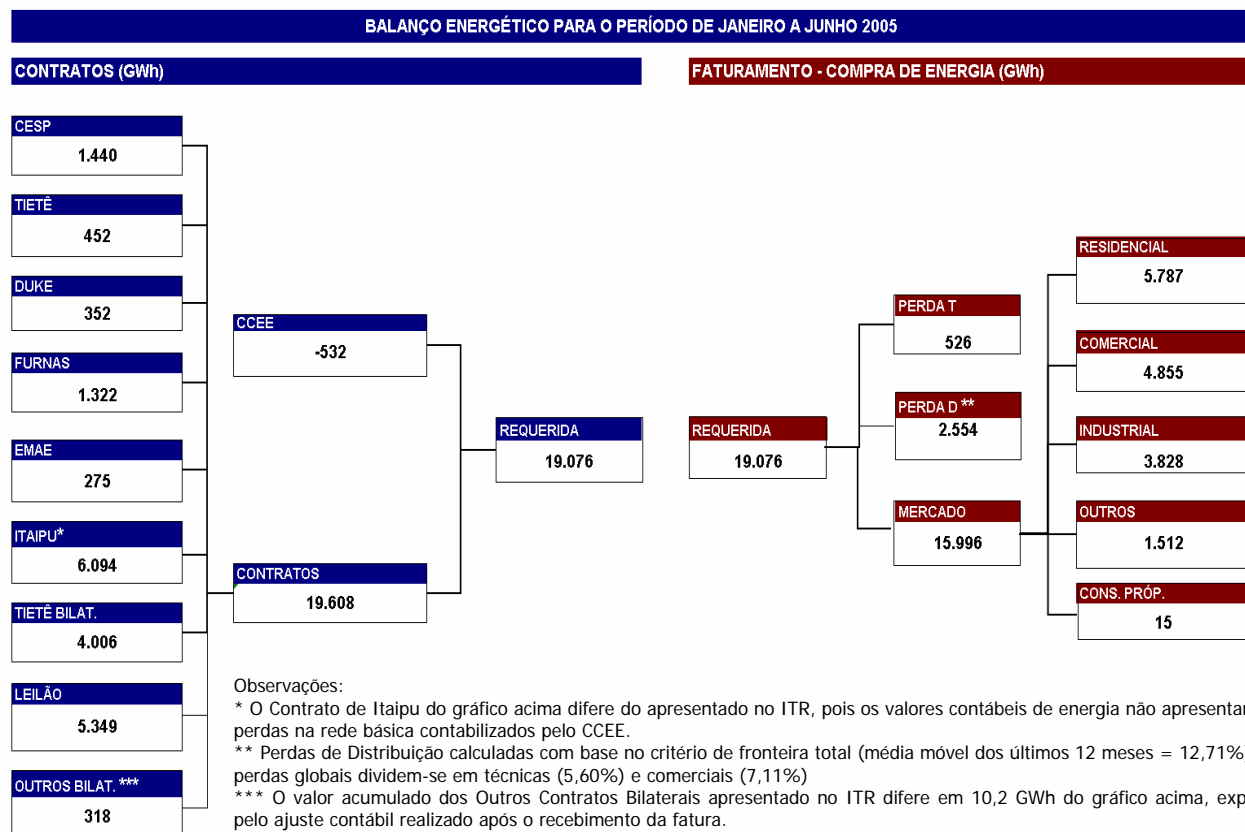 BALANÇO ENERGÉTICO PARA O PERÍODO DE JANEIRO A JUNHO 2005
CONTRATOS (GWh)
CESP
1.440
TIETÊ
452
DUKE
352
FURNAS
1.322
EMAE
275
ITAIPU*
6.094
TIETÊ BILAT.
4.006
LEILÃO
5.349
OUTROS BILAT. ***
318
CCEE
-532
CONTRATOS
19.608
REQUERIDA
19.076
FATURAMENTO - COMPRA DE ENERGIA (GWh)
REQUERIDA
19.076
PERDA T
526
PERDA D **
2.554
MERCADO
15.996
RESIDENCIAL
5.787
COMERCIAL
4.855
INDUSTRIAL
3.828
OUTROS
1.512
CONS. PRÓP.
15
Observações:
* O Contrato de Itaipu do gráfico acima difere do apresentado no ITR, pois os valores contábeis de energia não apresentar
perdas na rede básica contabilizados pelo CCEE.
** Perdas de Distribuição calculadas com base no critério de fronteira total (média móvel dos últimos 12 meses = 12,71%
perdas globais dividem-se em técnicas (5,60%) e comerciais (7,11%)
*** O valor acumulado dos Outros Contratos Bilaterais apresentado no ITR difere em 10,2 GWh do gráfico acima, exp
pelo ajuste contábil realizado após o recebimento da fatura.